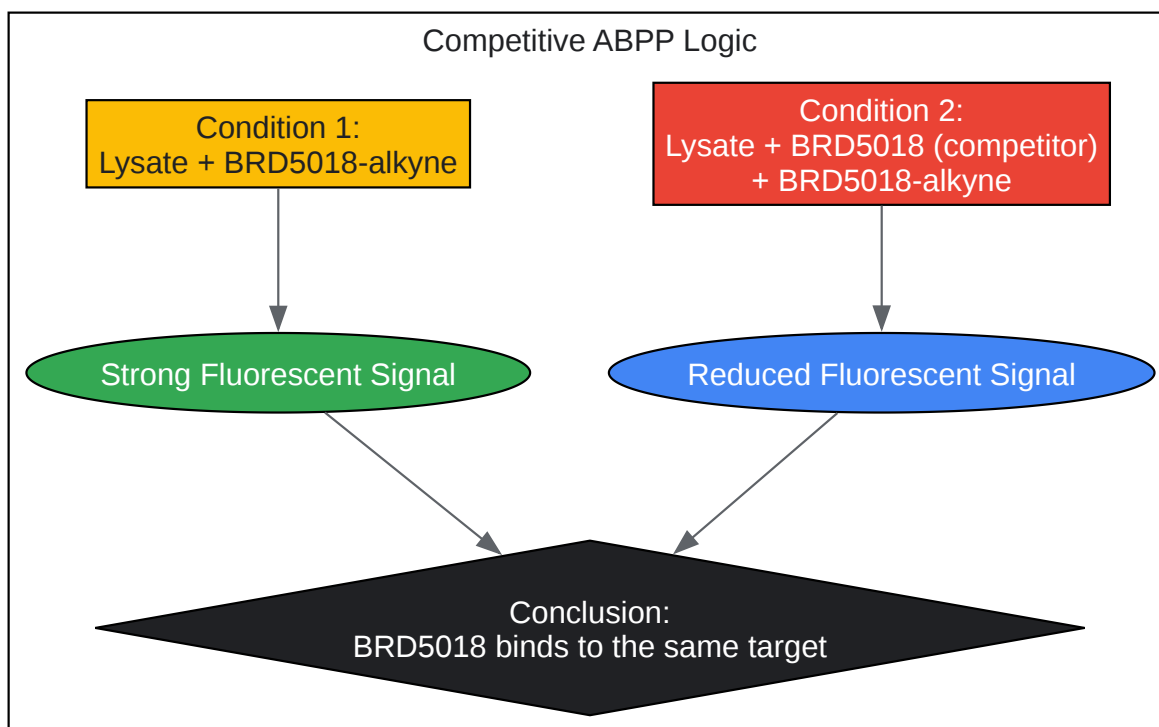 Competitive ABPP Logic
Condition 1:
Lysate + BRD5018-alkyne
Condition 2:
Lysate + BRD5018 (competitor)
+ BRD5018-alkyne
Strong Fluorescent Signal
Reduced Fluorescent Signal
Conclusion:
BRD5018 binds to the same target